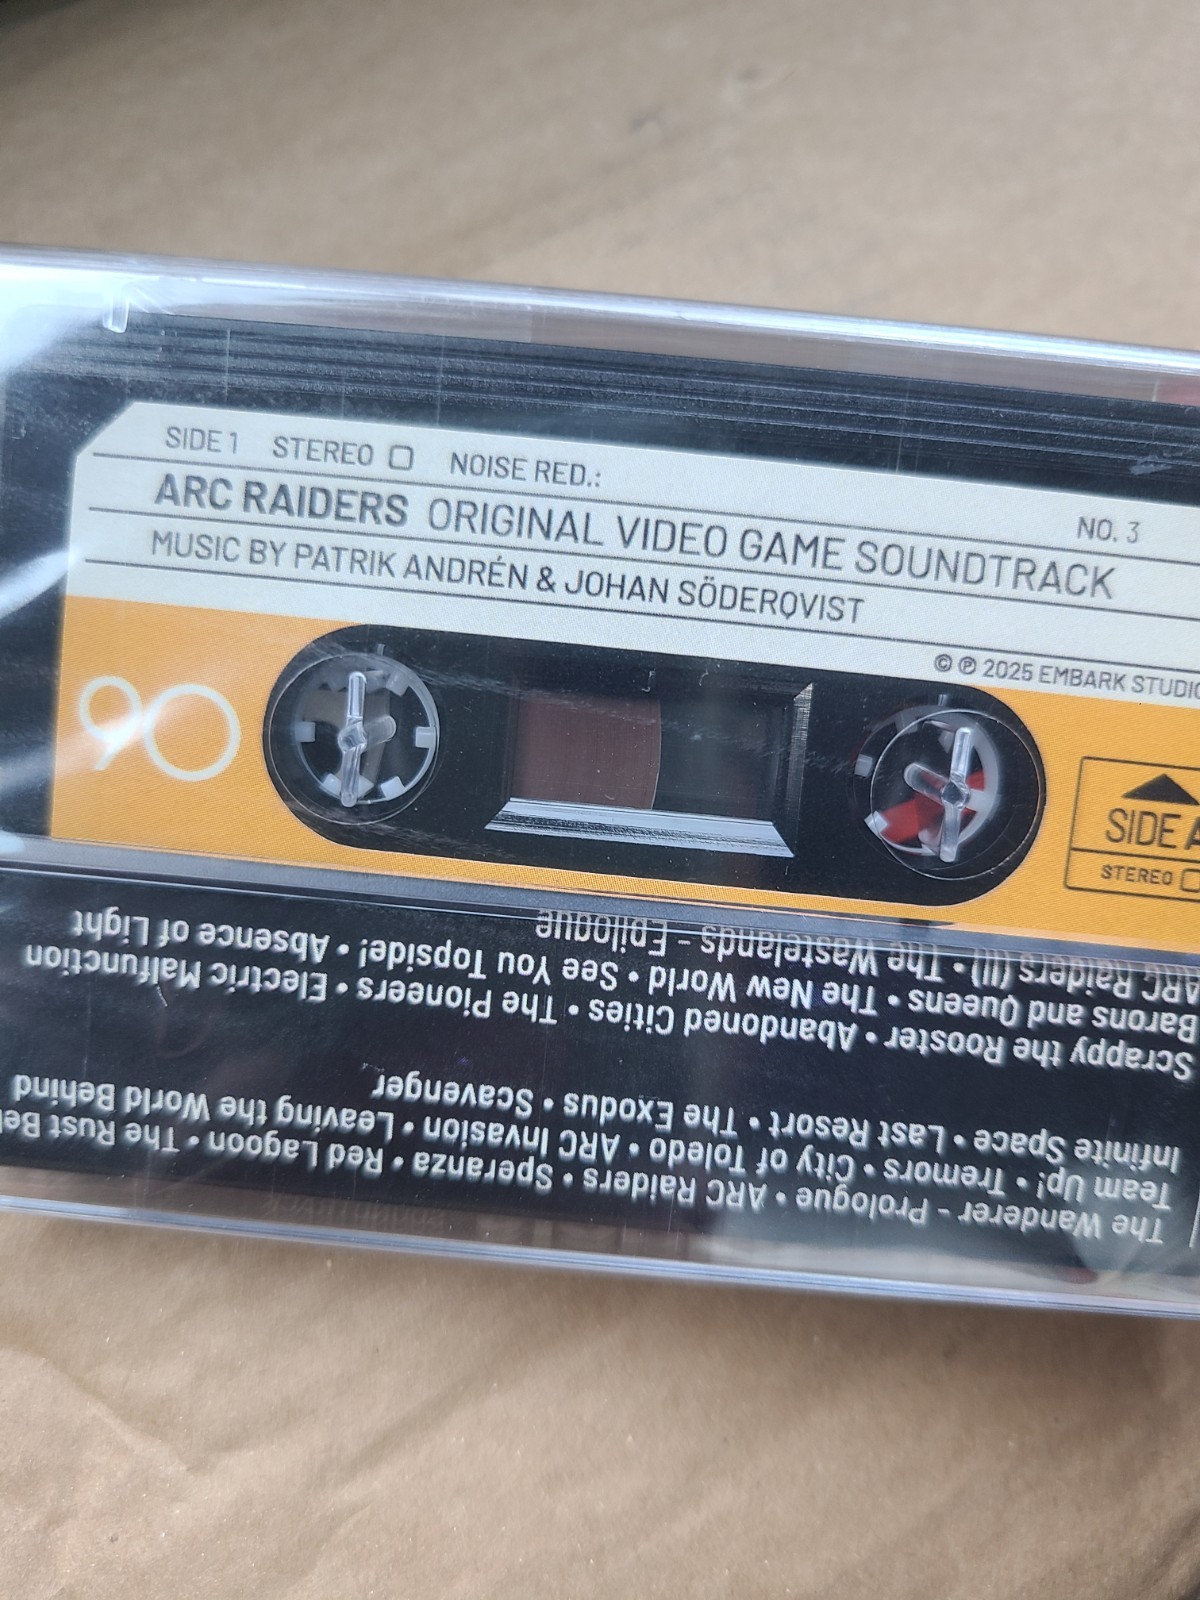 SIDE 1 STEREO NOISE RED.:
NO. 3
ARC RAIDERS ORIGINAL VIDEO GAME SOUNDTRACK
MUSIC BY PATRIK ANDRÉN & JOHAN SÖDERQVIST
© ℗ 2025 EMBARK STUDIO
90
SIDE A
STEREO
The Wanderer - Prologue • ARC Raiders • Speranza • Red Lagoon • The Rust
Team Up! • Tremors • City of Toledo • ARC Invasion • Leaving the World Behind
Infinite Space • Last Resort • The Exodus • Scavenger
Scrappy the Rooster • Abandoned Cities • The Pioneers • Electric Malfunction
Barons and Queens • The New World • See You Topside! • Absence of Light
ARC Raiders (II) • The Wastelands - Epilogue